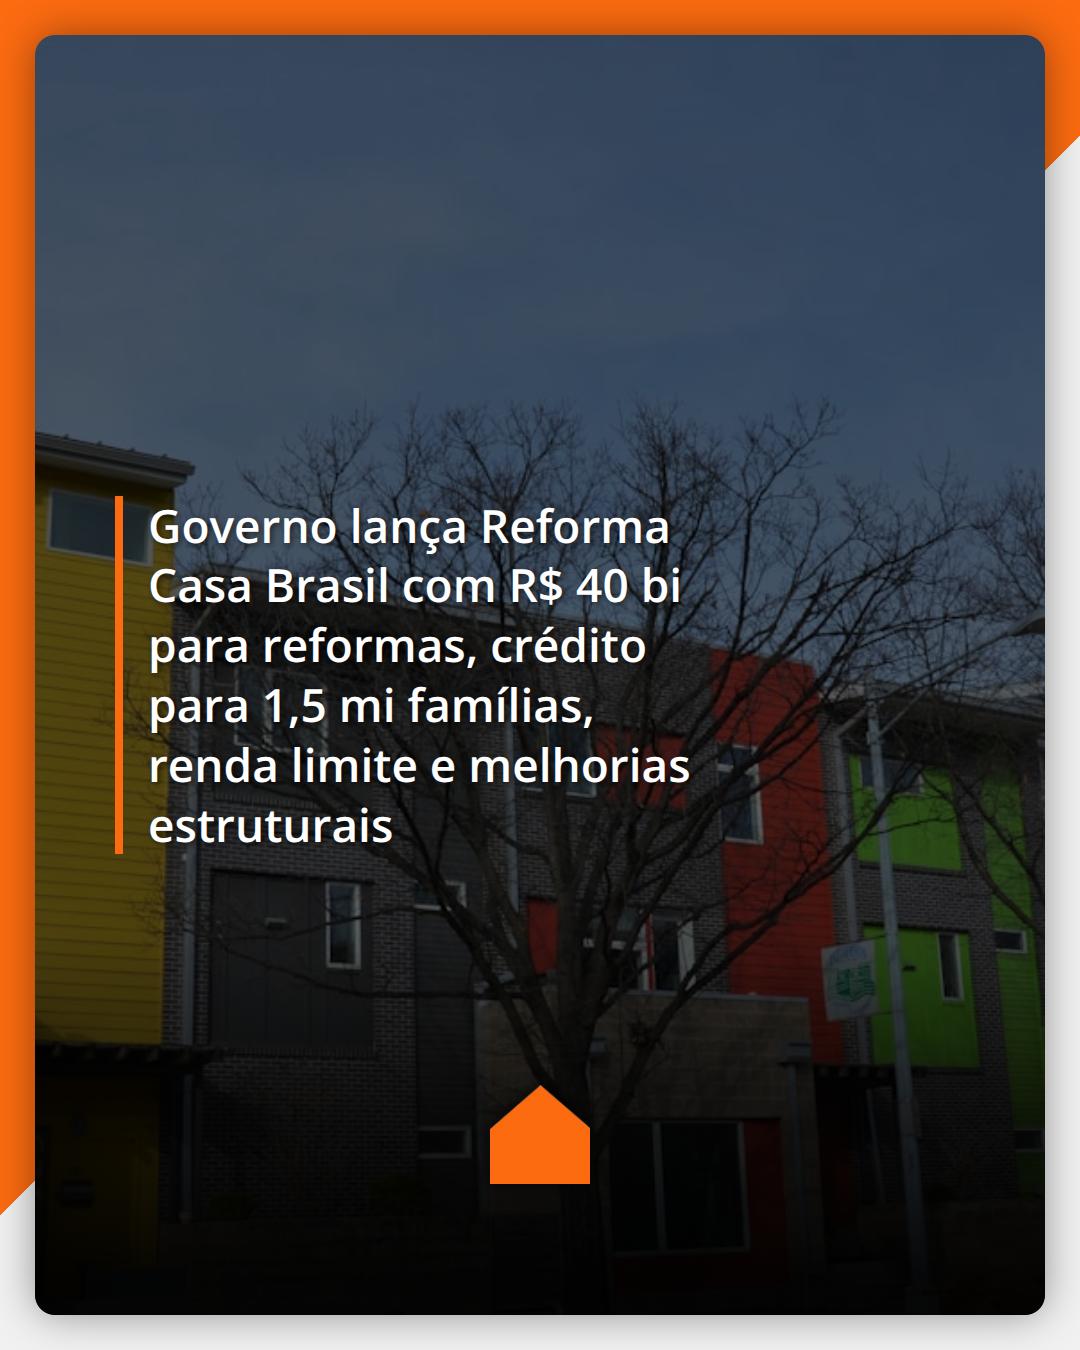 Governo lança Reforma
Casa Brasil com R$ 40 bi
para reformas, crédito
para 1,5 mi famílias,
renda limite e melhorias
estruturais